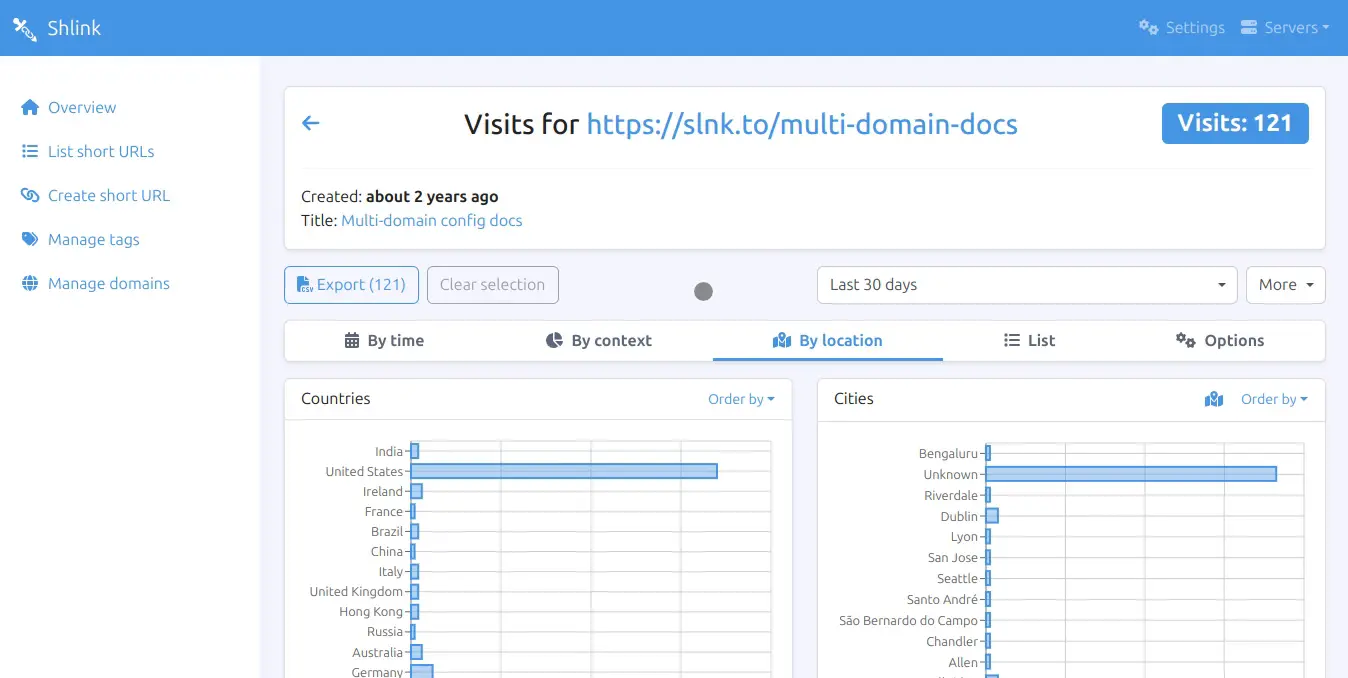 Shlink
Settings
Servers
Overview
List short URLs
Create short URL
Manage tags
Manage domains
Visits for https://slnk.to/multi-domain-docs
Visits: 121
Created: about 2 years ago
Title: Multi-domain config docs
CSV Export (121)
Clear selection
Last 30 days
More
By time
By context
By location
List
Options
Countries
Order by
India
United States
Ireland
France
Brazil
China
Italy
United Kingdom
Hong Kong
Russia
Australia
Germany
Cities
Order by
Bengaluru
Unknown
Riverdale
Dublin
Lyon
San Jose
Seattle
Santo André
São Bernardo do Campo
Chandler
Allen